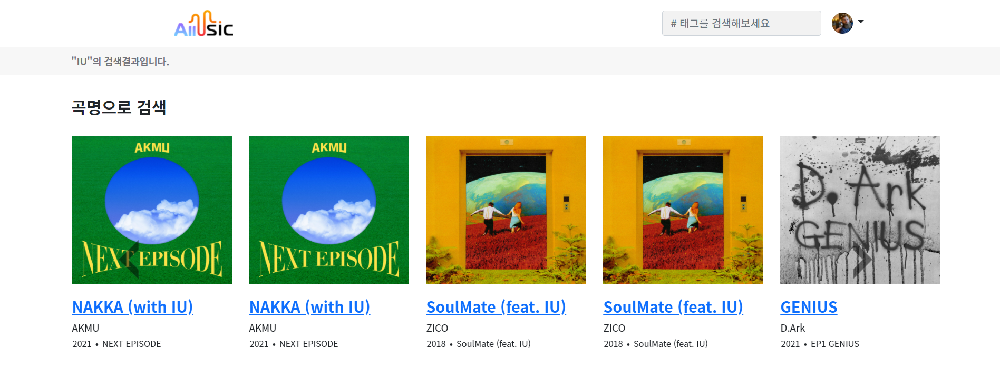 AiiUsic
# 태그를 검색해보세요
"IU"의 검색결과입니다.
곡명으로 검색
AKMU
NEXT EPISODE
AKMU
NEXT EPISODE
D. Ark
GENIUS
NAKKA (with IU)
AKMU
2021 • NEXT EPISODE
NAKKA (with IU)
AKMU
2021 • NEXT EPISODE
SoulMate (feat. IU)
ZICO
2018 • SoulMate (feat. IU)
SoulMate (feat. IU)
ZICO
2018 • SoulMate (feat. IU)
GENIUS
D.Ark
2021 • EP1 GENIUS